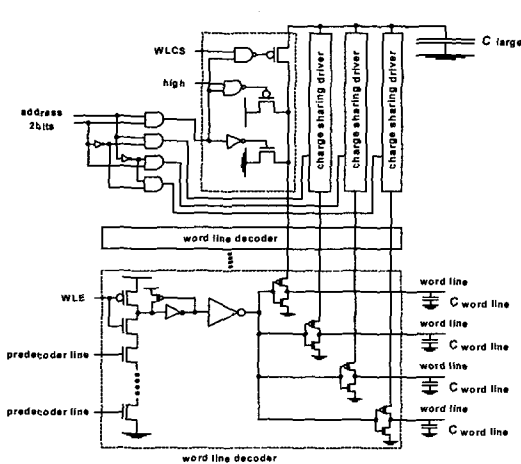 WLCS
high
address
2bits
charge sharing driver
charge sharing driver
charge sharing driver
C large
word line decoder
WLE
predecoder line
predecoder line
word line
C word line
word line
C word line
word line
C word line
word line
C word line
word line decoder